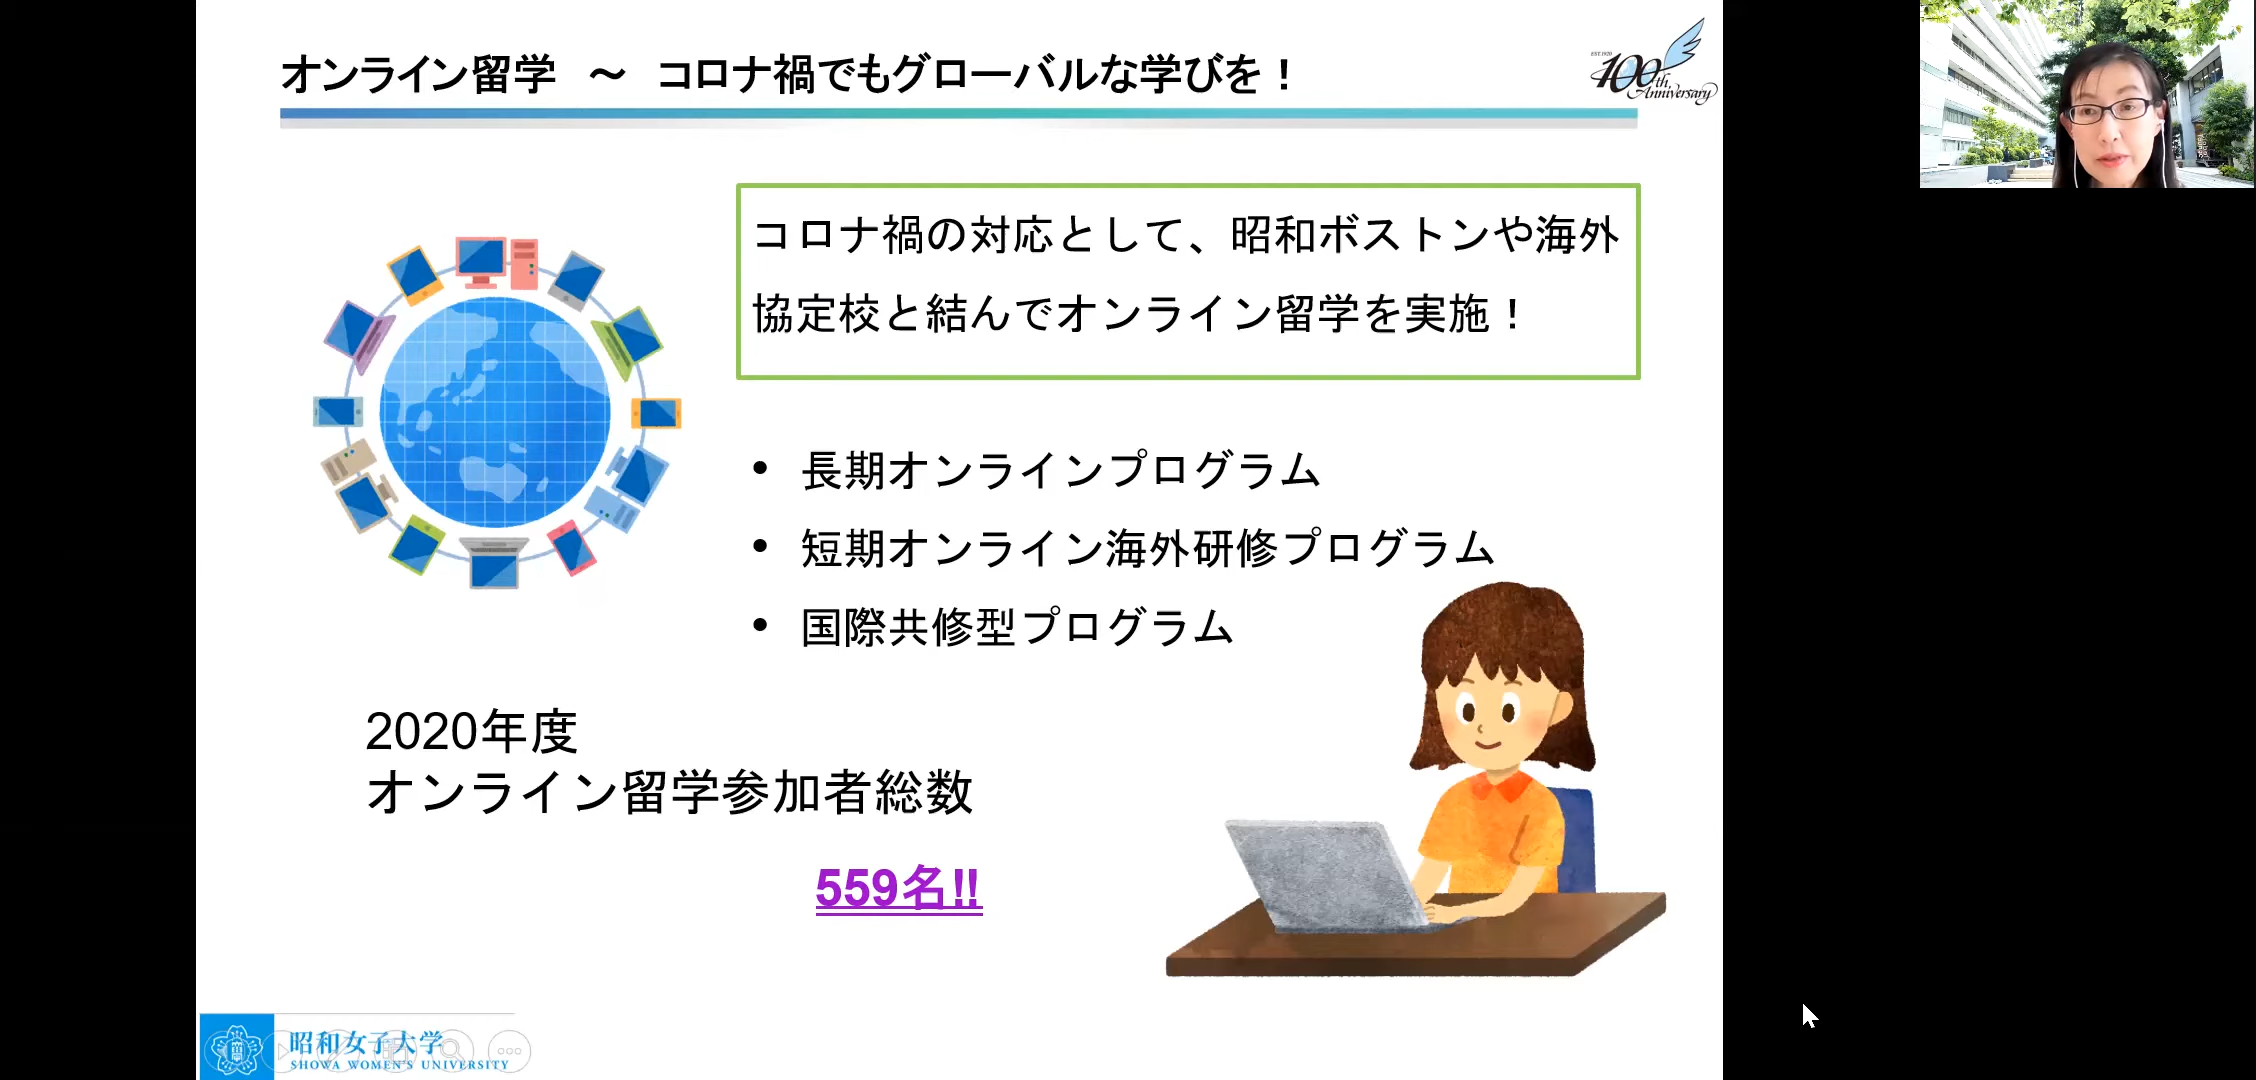 オンライン留学　～　コロナ禍でもグローバルな学びを！
EST.1920
100th
Anniversary
コロナ禍の対応として、昭和ボストンや海外
協定校と結んでオンライン留学を実施！
• 長期オンラインプログラム
• 短期オンライン海外研修プログラム
• 国際共修型プログラム
2020年度
オンライン留学参加者総数
559名!!
昭和女子大学
SHOWA WOMEN'S UNIVERSITY